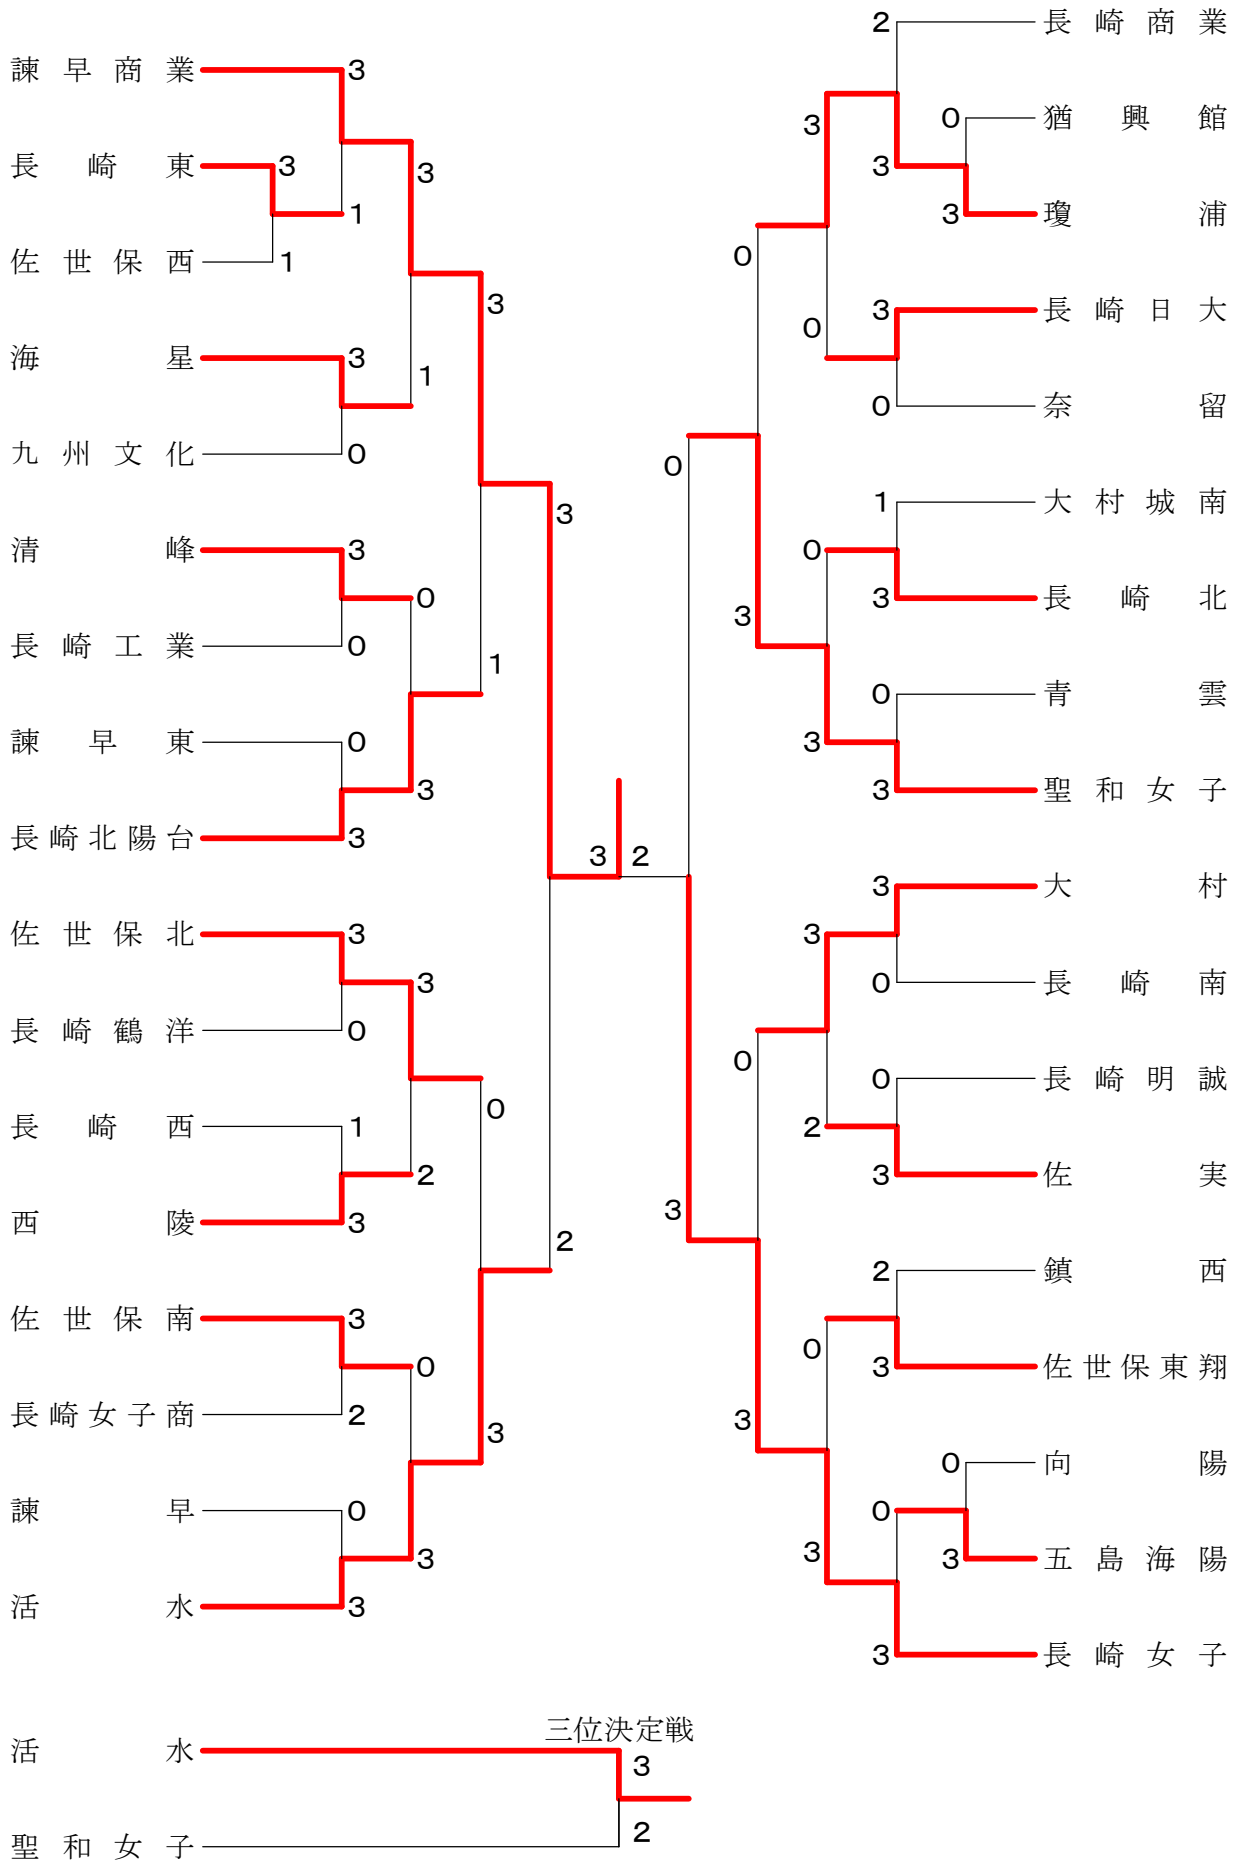 諫早商業 3
長崎東 3
1
佐世保西 1
3
海星 3
1
九州文化 0
3
清峰 3
0
長崎工業 0
1
諫早東 0
3
長崎北陽台 3
3
佐世保北 3
3
長崎鶴洋 0
0
長崎西 1
2
西陵 3
2
佐世保南 3
0
長崎女子商 2
3
諫早 0
3
活水 3
3 2
2 長崎商業
0 猶興館
3
3
3 瓊浦
0
3 長崎日大
0
0 奈留
0
1 大村城南
0
3 長崎北
3
0 青雲
3
3 聖和女子
3 大村
3
0 長崎南
0
0 長崎明誠
2
3 佐実
3
2 鎮西
0
3 佐世保東翔
3
0 向陽
0
3 五島海陽
3
3 長崎女子
三位決定戦
活水 3
聖和女子 2